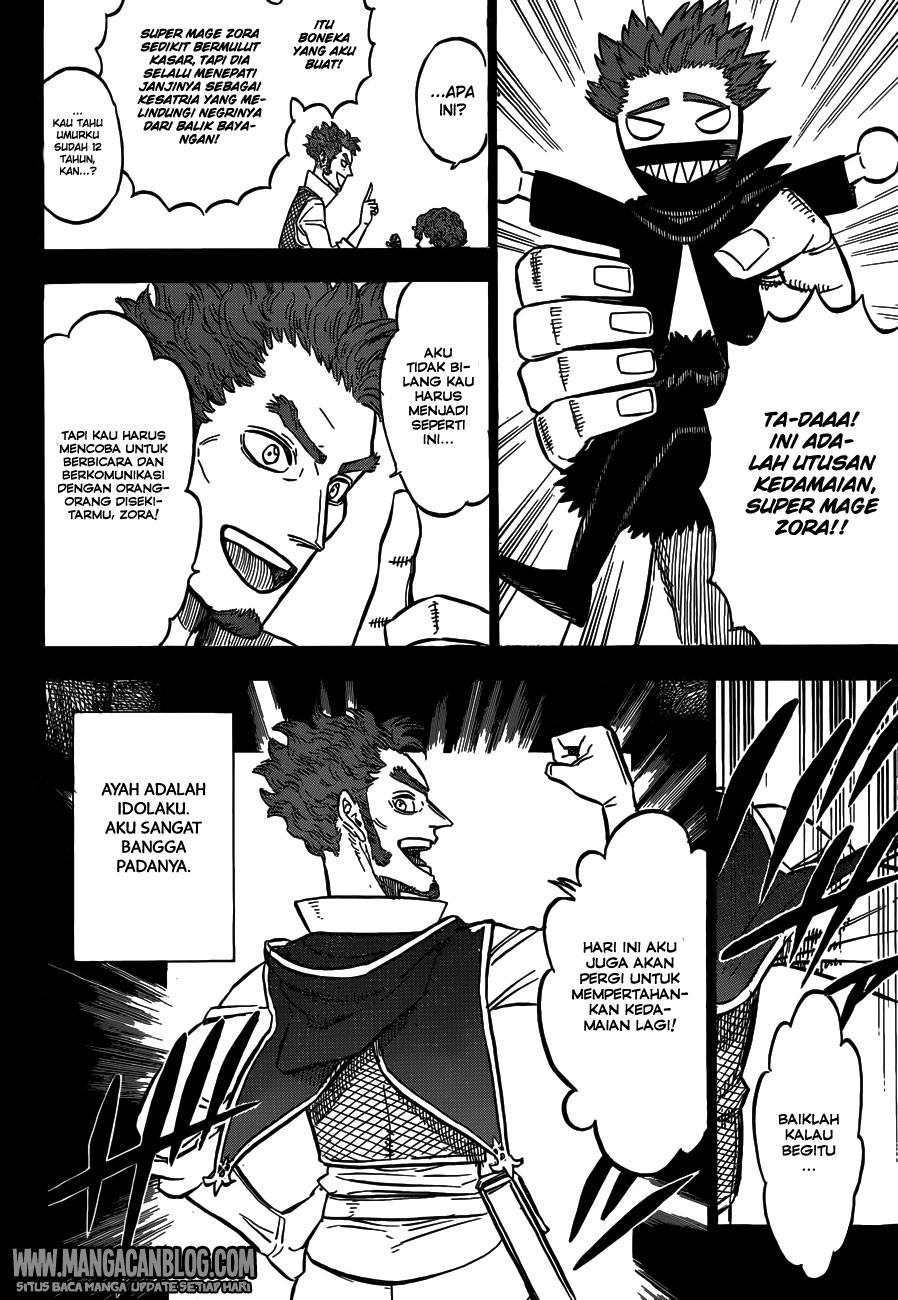 TA-DAAA!
INI ADA-
LAH UTUSAN
KEDAMAIAN,
SUPER MAGE
ZORA!!
...APA
INI?
ITU
BONEKA
YANG AKU
BUAT!
SUPER MAGE ZORA
SEDIKIT BERMULUT
KASAR, TAPI DIA
SELALU MENEPATI
JANJINYA SEBAGAI
KESATRIA YANG ME-
LINDUNGI NEGRINYA
DARI BALIK BAYA-
NGAN!
...
KAU TAHU
UMURKU
SUDAH 12
TAHUN,
KAN...?
AKU
TIDAK BI-
LANG KAU
HARUS
MENJADI
SEPERTI
INI...
TAPI KAU HARUS
MENCOBA UNTUK
BERBICARA DAN
BERKOMUNIKASI
DENGAN ORANG-
ORANG DISEKI-
TARMU, ZORA!
BAIKLAH
KALAU
BEGITU
...
HARI INI AKU
JUGA AKAN
PERGI UNTUK
MEMPERTAHAN-
KAN KEDA-
MAIAN LAGI!
AYAH ADALAH
IDOLAKU.
AKU SANGAT
BANGGA
PADANYA.
WWW.MANGACANBLOG.COM
SITUS BACA MANGA UPDATE SETIAP HARI